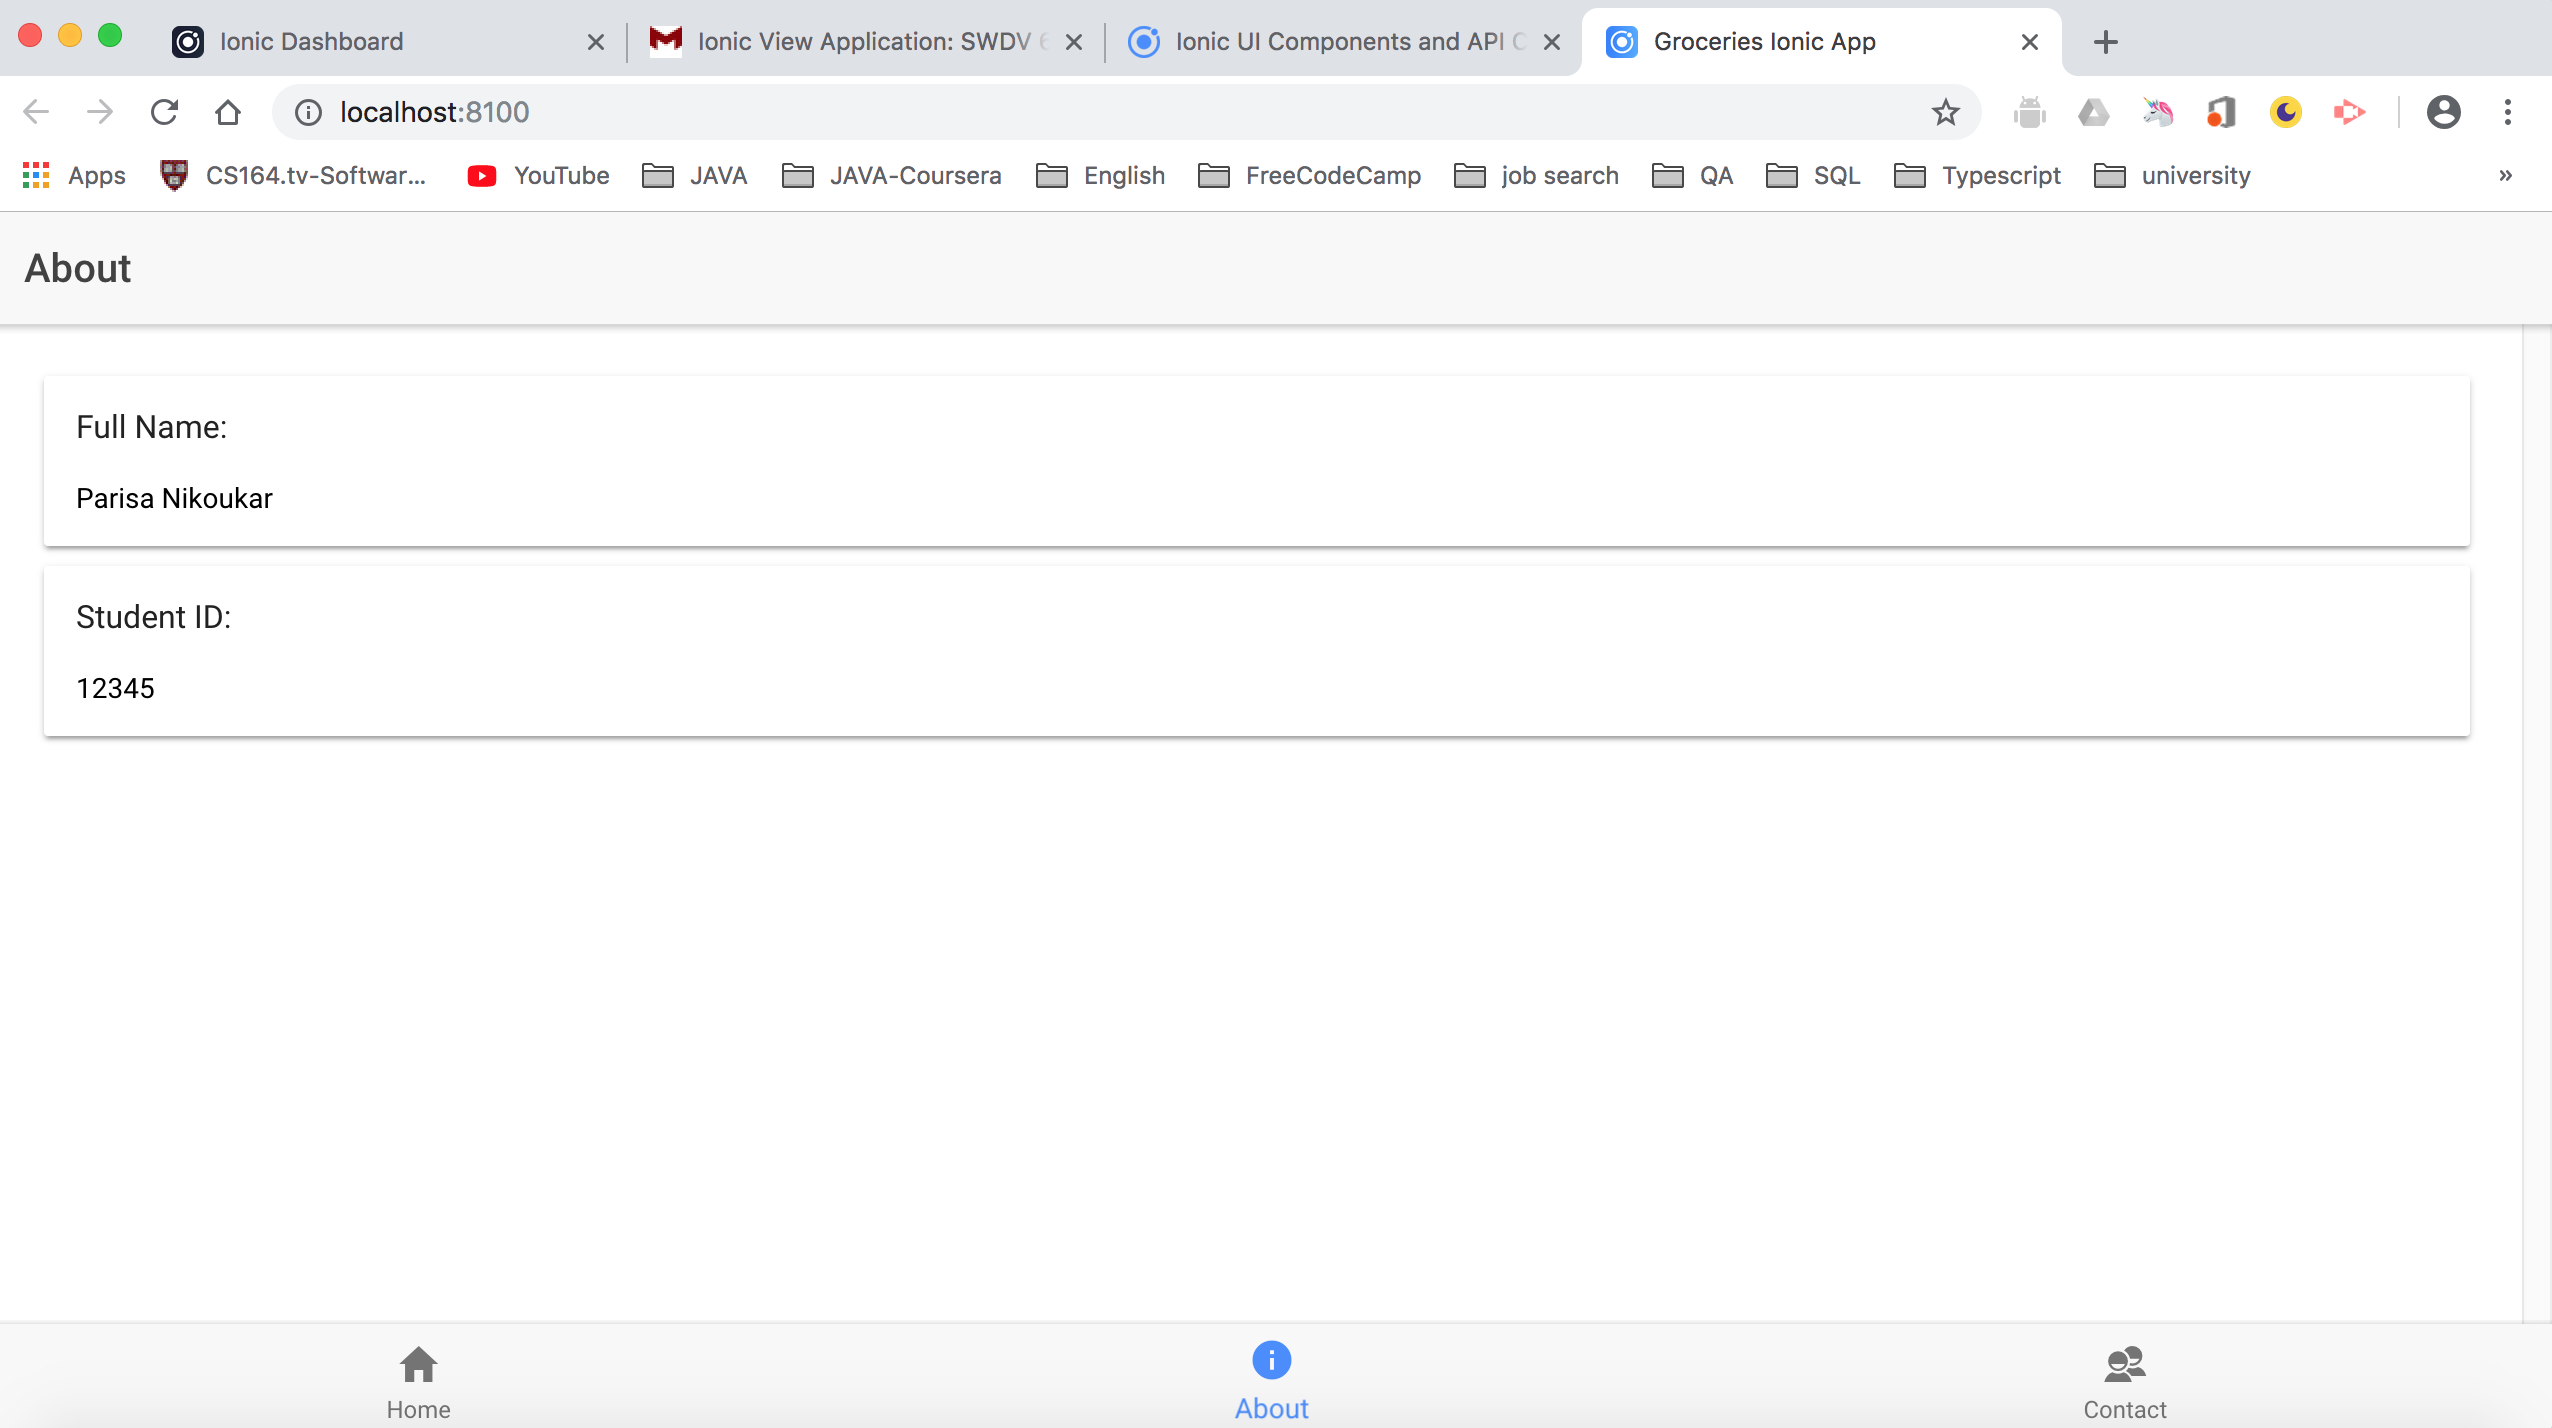 Ionic Dashboard
Ionic View Application: SWDV
Ionic UI Components and API
Groceries Ionic App
localhost:8100
Apps
CS164.tv-Softwar...
YouTube
JAVA
JAVA-Coursera
English
FreeCodeCamp
job search
QA
SQL
Typescript
university
»
About
Full Name:
Parisa Nikoukar
Student ID:
12345
Home
About
Contact